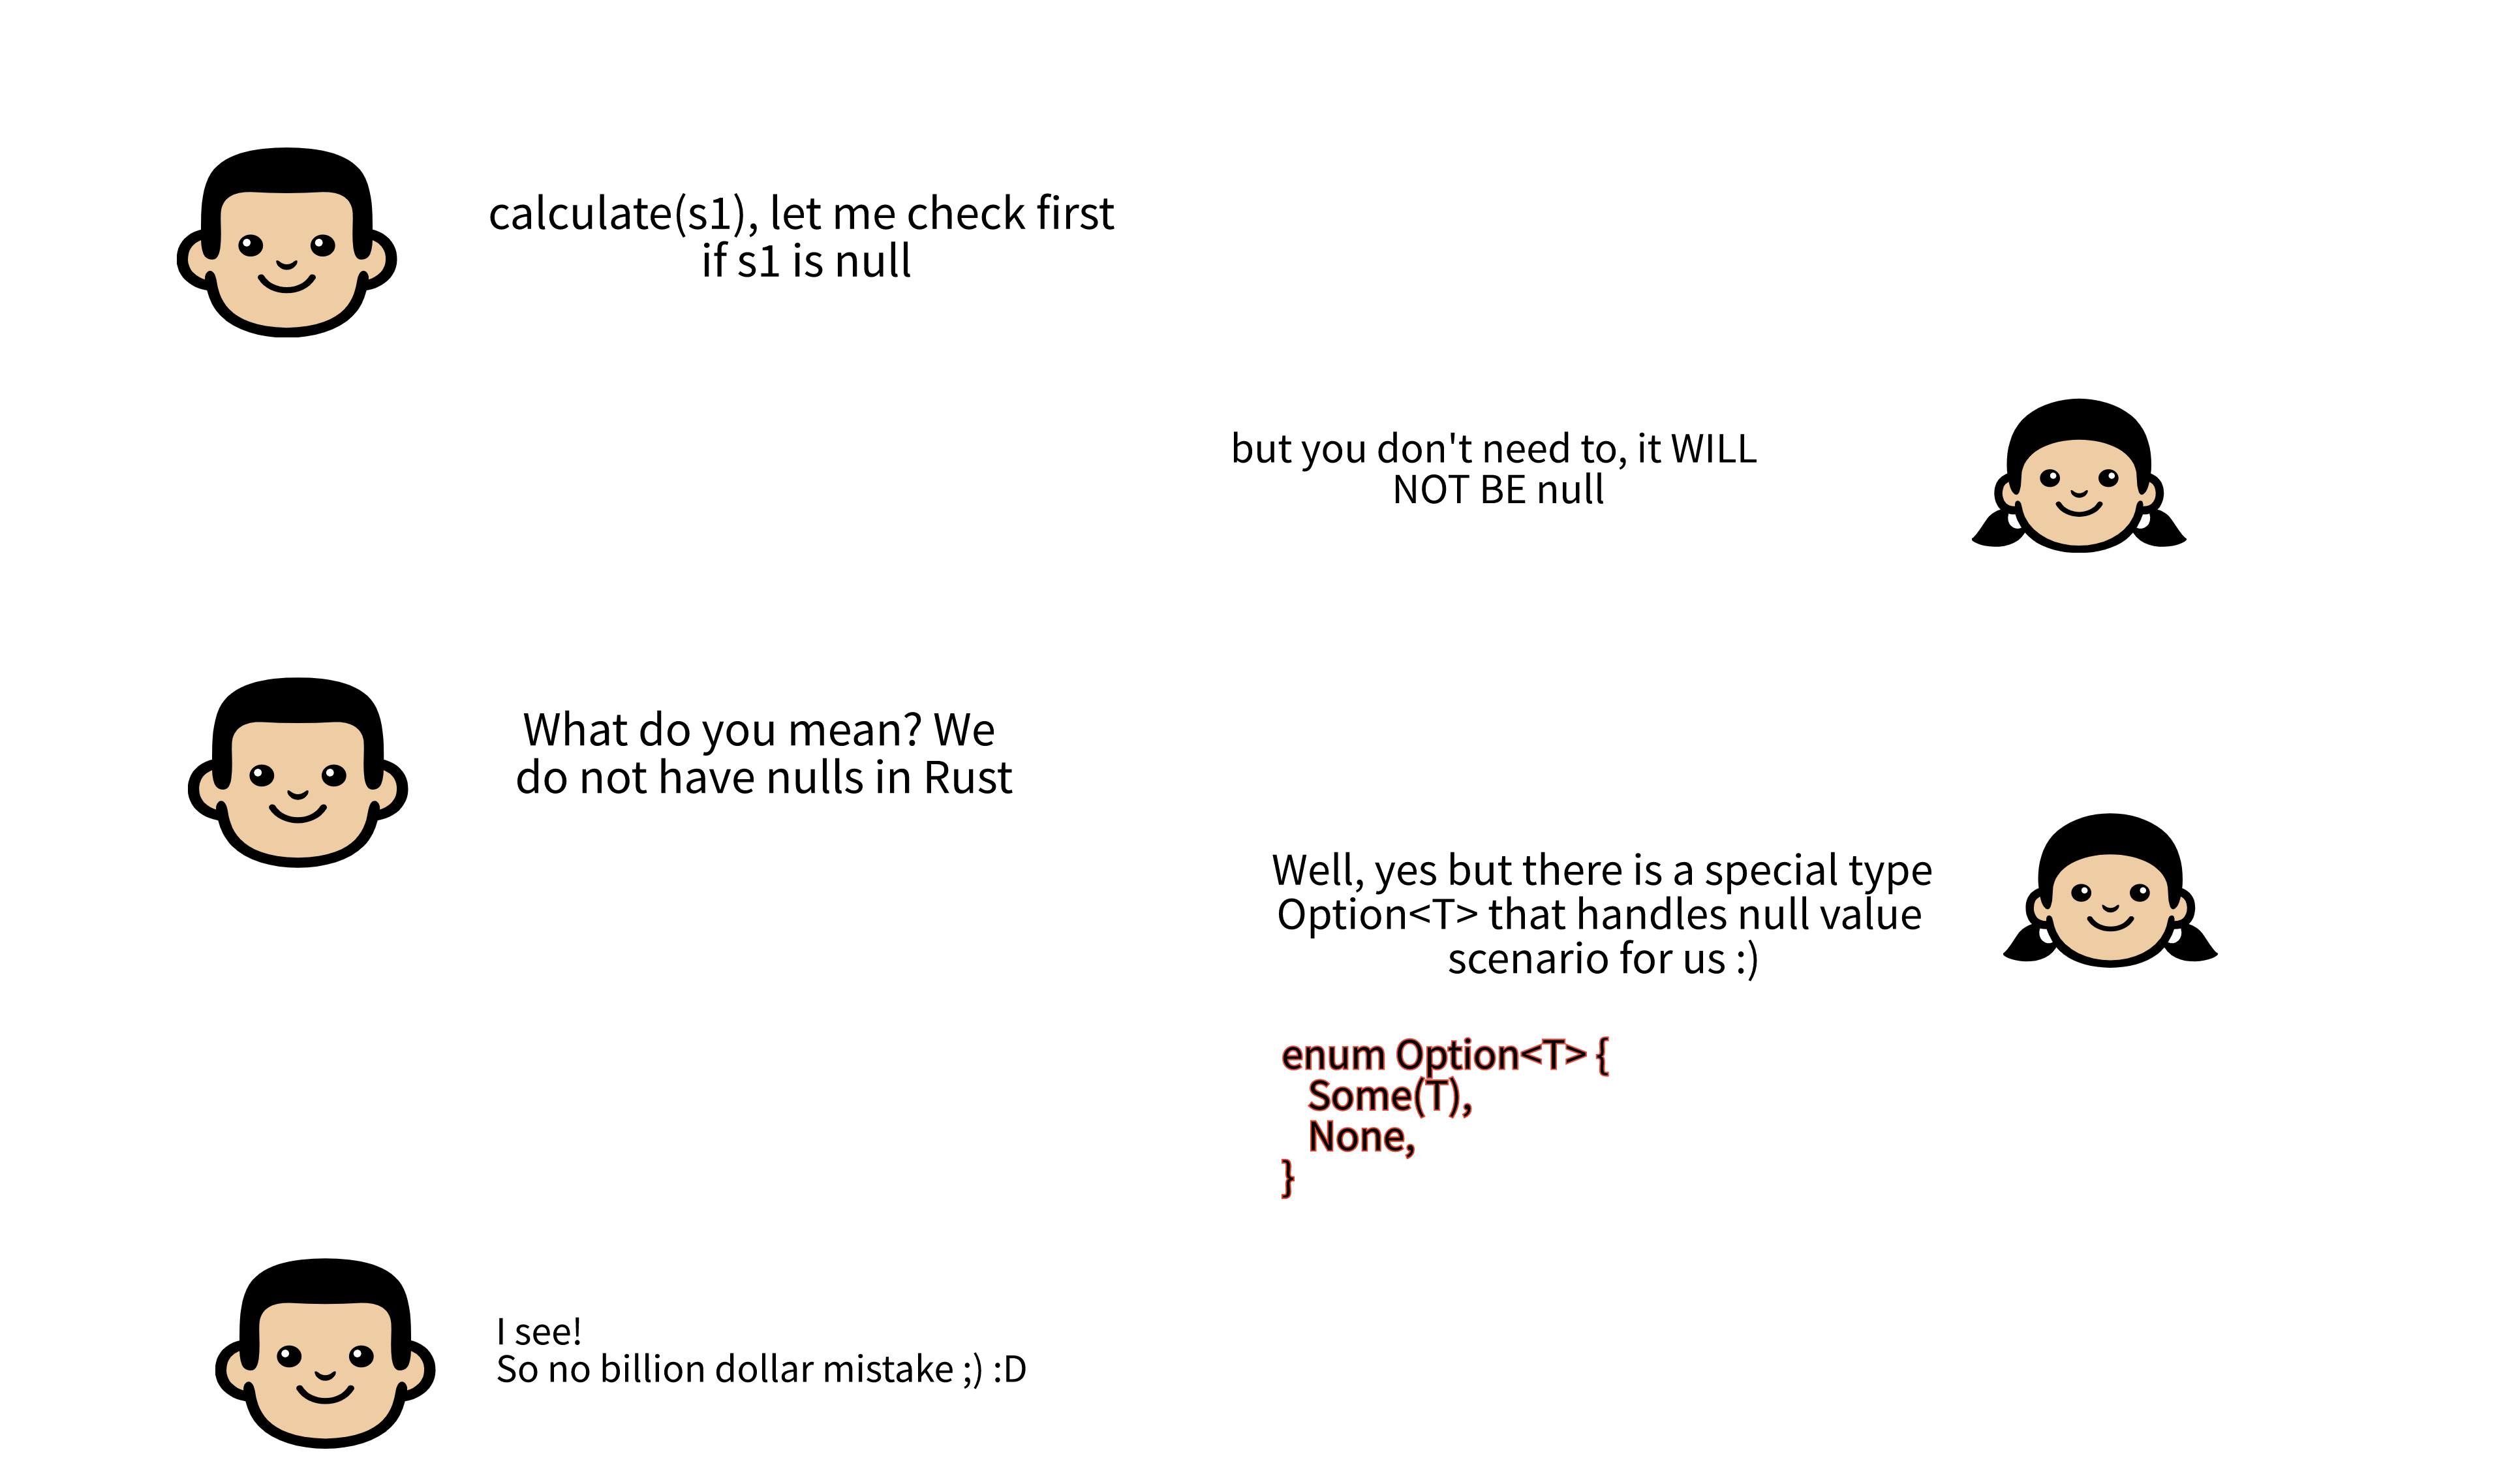 calculate(s1), let me check first
if s1 is null
but you don't need to, it WILL
NOT BE null
What do you mean? We
do not have nulls in Rust
Well, yes but there is a special type
Option<T> that handles null value
scenario for us :)
enum Option<T> {
Some(T),
None,
}
I see!
So no billion dollar mistake ;) :D